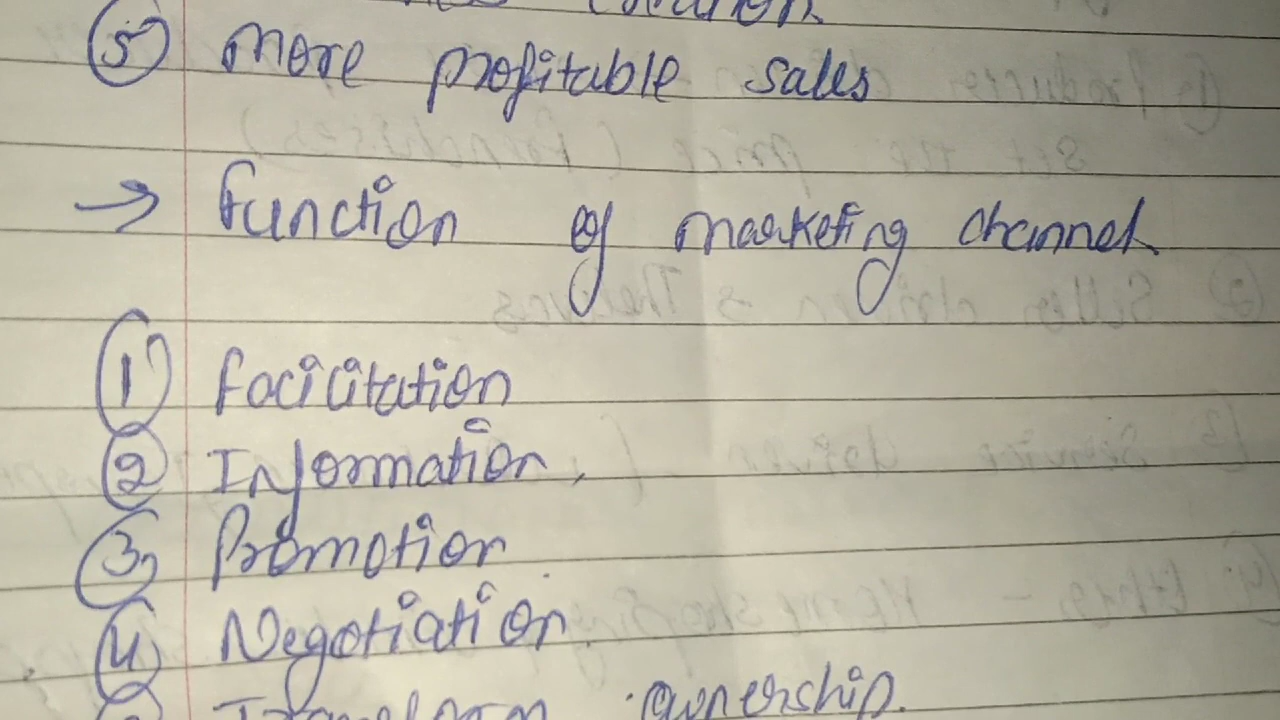 (5) more profitable sales
→ Function of marketing channel
(1) Facilitation
(2) Information,
(3) Promotion
(4) Negotiation
ownership.